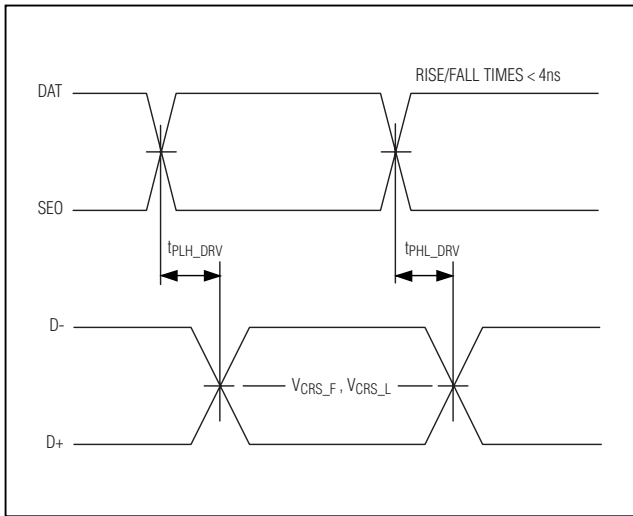 RISE/FALL TIMES < 4ns
DAT
SEO
tPLH_DRV
tPHL_DRV
D-
VCRS_F , VCRS_L
D+